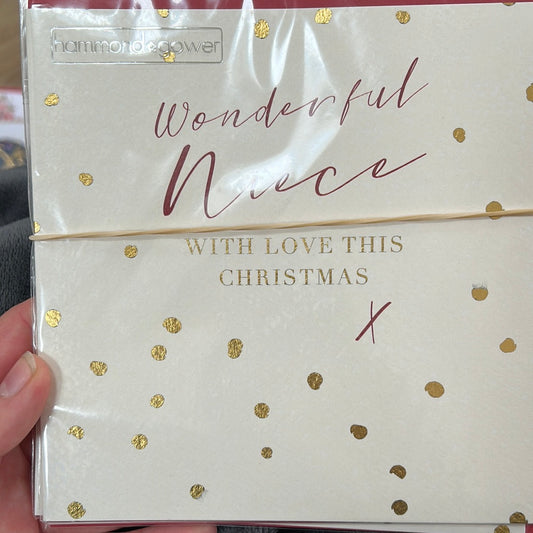 hammond gower
Wonderful
Niece
WITH LOVE THIS
CHRISTMAS
X